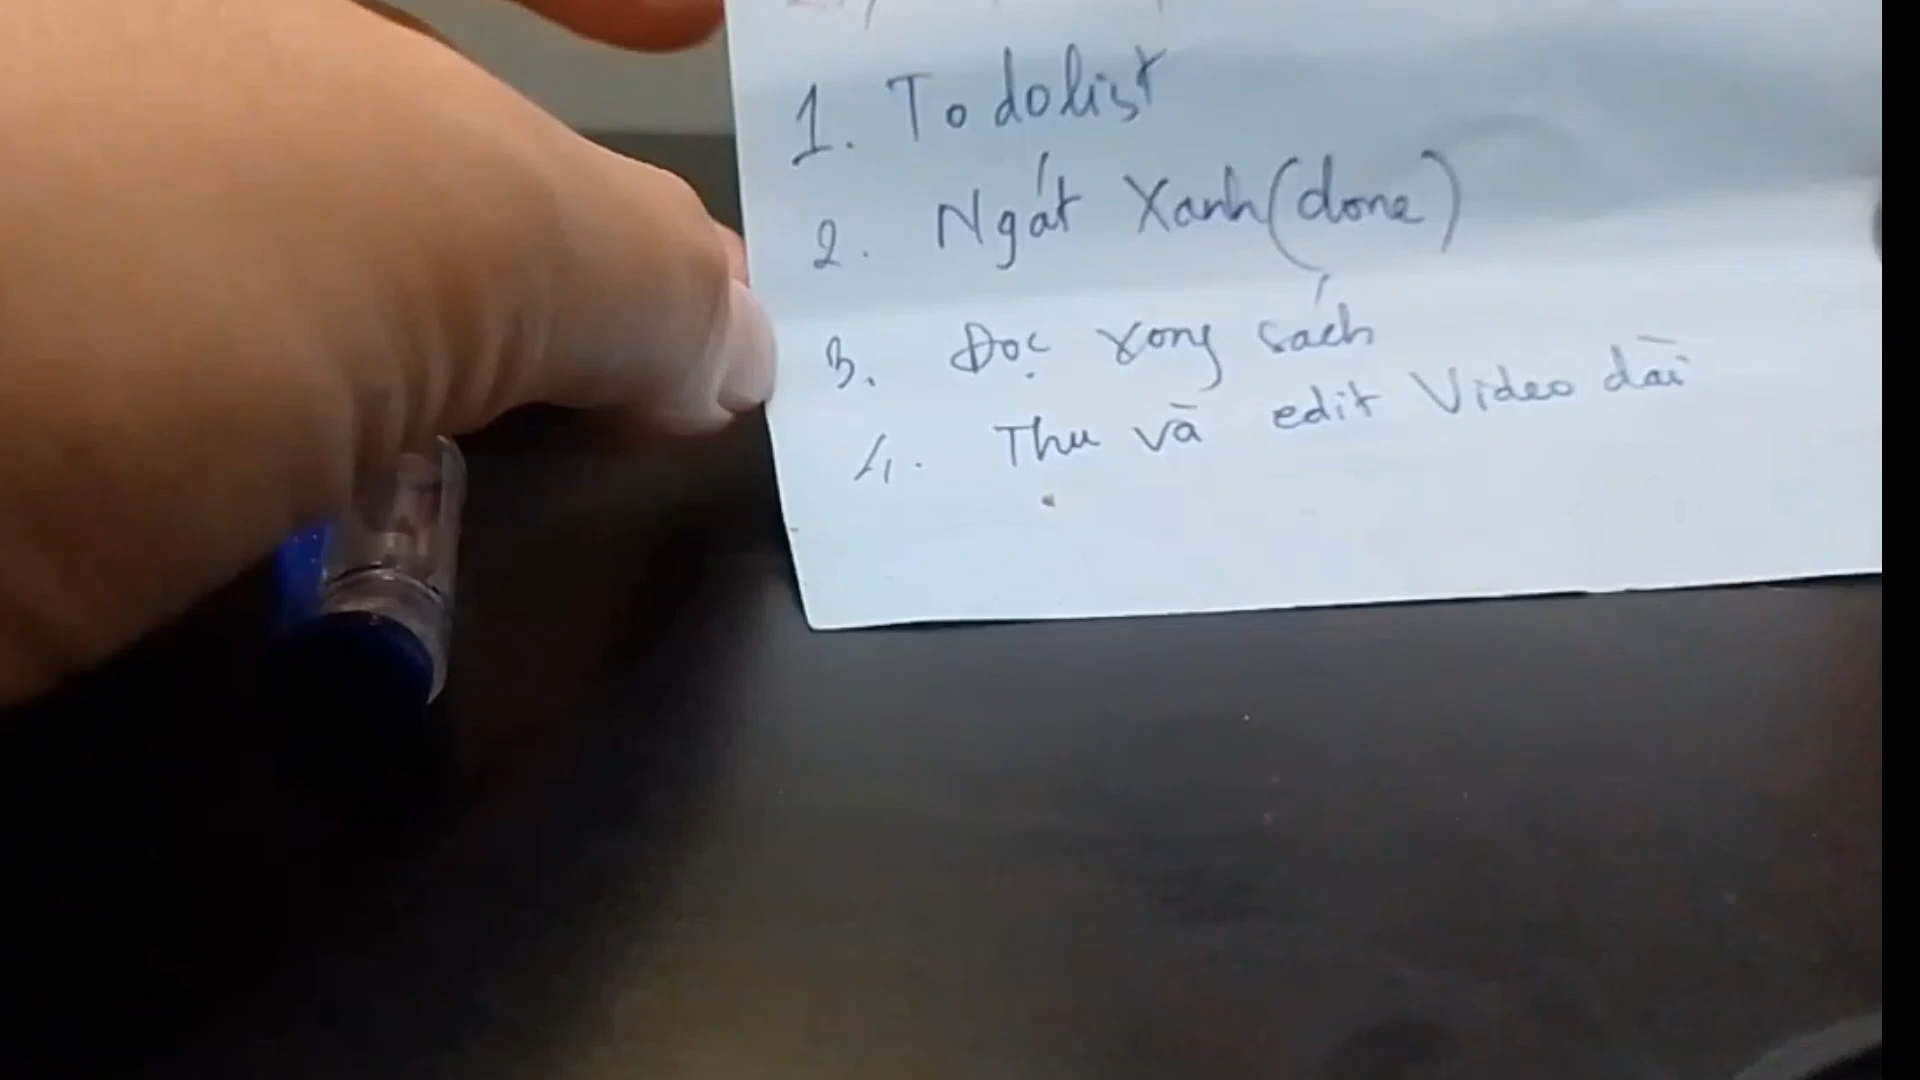 1. Todolist
2. Ngát Xanh (done)
3. Đọc xong sách
4. Thu và edit Video dài